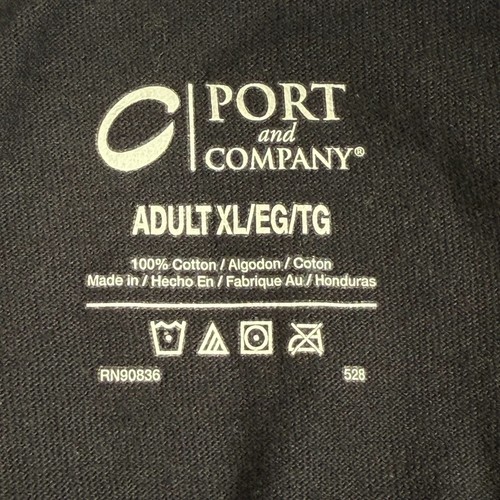 PORT
and
COMPANY®
ADULT XL/EG/TG
100% Cotton / Algodon / Coton
Made in / Hecho En / Fabrique Au / Honduras
RN90836 528